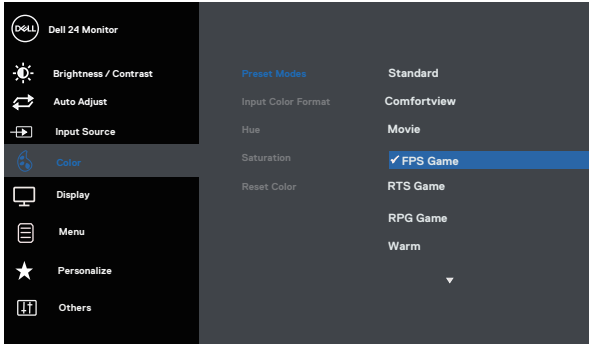 DELL
Dell 24 Monitor
Brightness / Contrast
Auto Adjust
Input Source
Color
Display
Menu
Personalize
Others
Preset Modes
Input Color Format
Hue
Saturation
Reset Color
Standard
Comfortview
Movie
✓ FPS Game
RTS Game
RPG Game
Warm